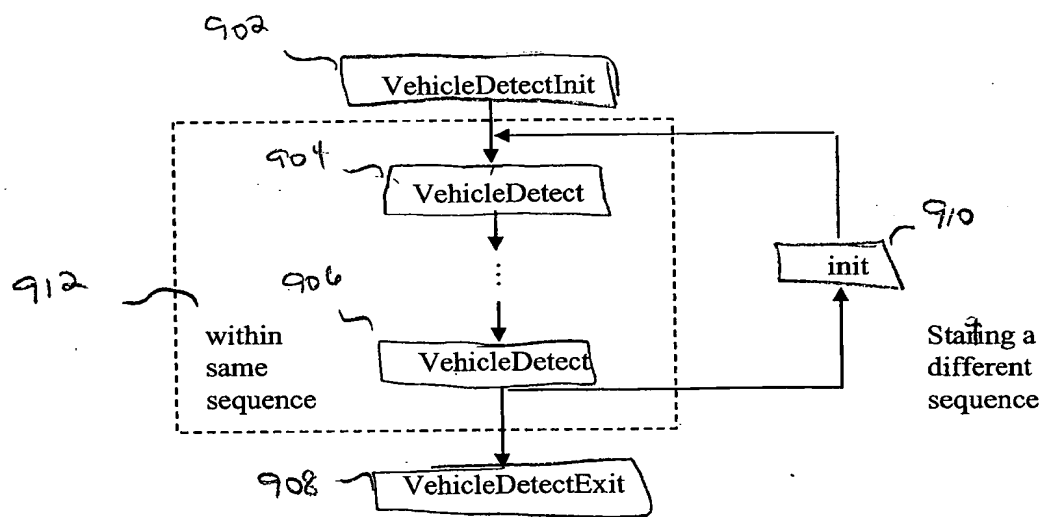 902
VehicleDetectInit
904
VehicleDetect
910
init
912
906
within
same
sequence
VehicleDetect
Starting a
different
sequence
908
VehicleDetectExit